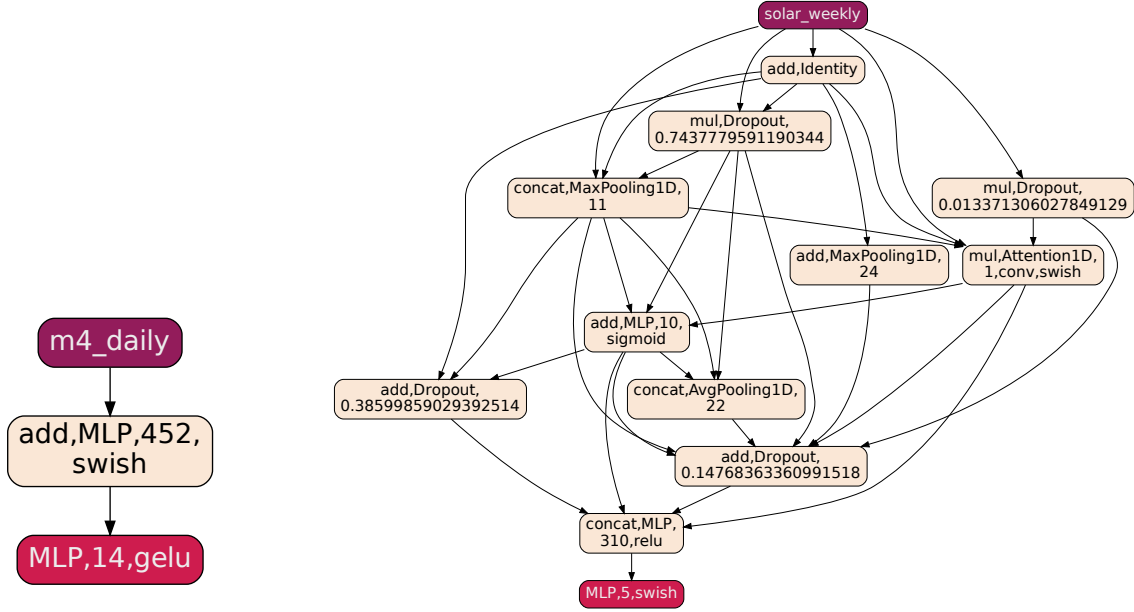 m4_daily
add,MLP,452,
swish
MLP,14,gelu
solar_weekly
add,Identity
mul,Dropout,
0.7437779591190344
concat,MaxPooling1D,
11
mul,Dropout,
0.013371306027849129
add,MaxPooling1D,
24
mul,Attention1D,
1,conv,swish
add,MLP,10,
sigmoid
add,Dropout,
0.38599859029392514
concat,AvgPooling1D,
22
add,Dropout,
0.14768363360991518
concat,MLP,
310,relu
MLP,5,swish